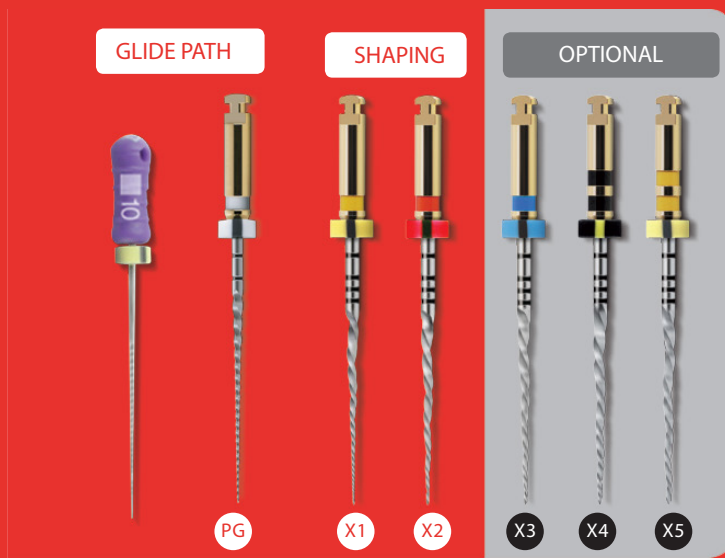 GLIDE PATH
SHAPING
OPTIONAL
10
PG
X1
X2
X3
X4
X5